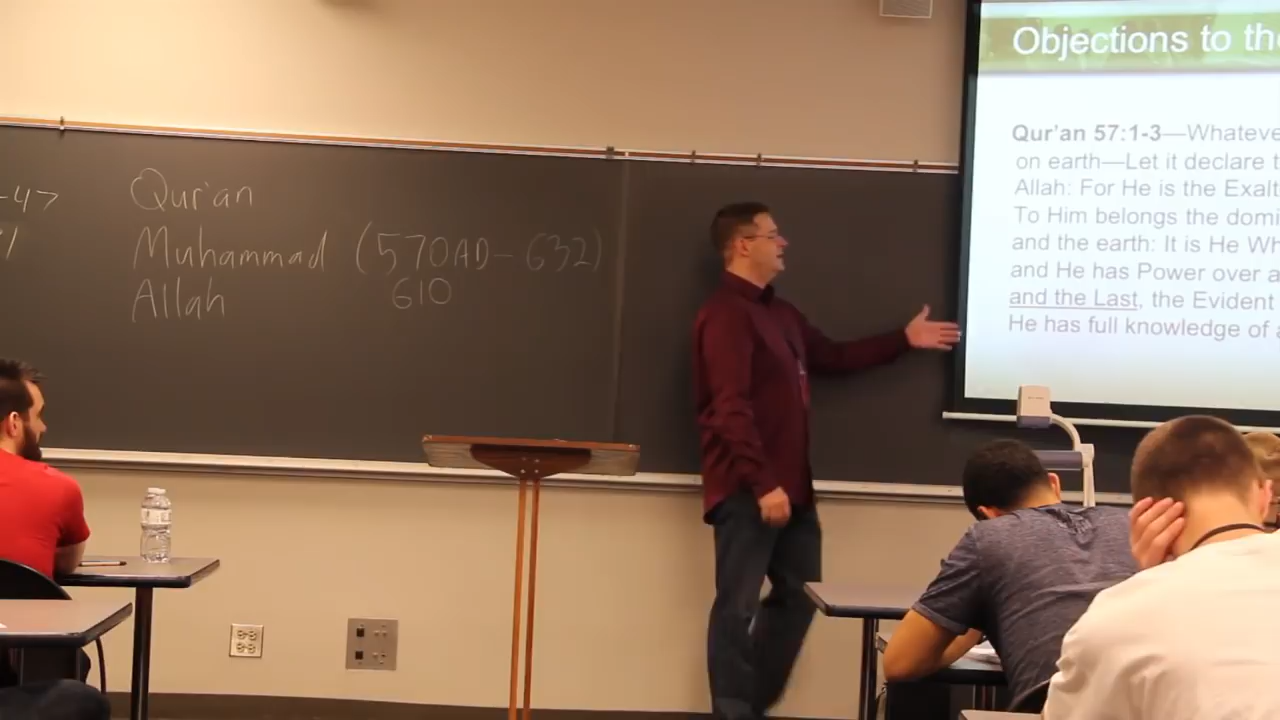 Qur'an
Muhammad (570AD-632)
Allah 610
-47
Objections to the
Qur'an 57:1-3—Whateve
on earth—Let it declare t
Allah: For He is the Exalt
To Him belongs the domi
and the earth: It is He Wh
and He has Power over a
and the Last, the Evident
He has full knowledge of a